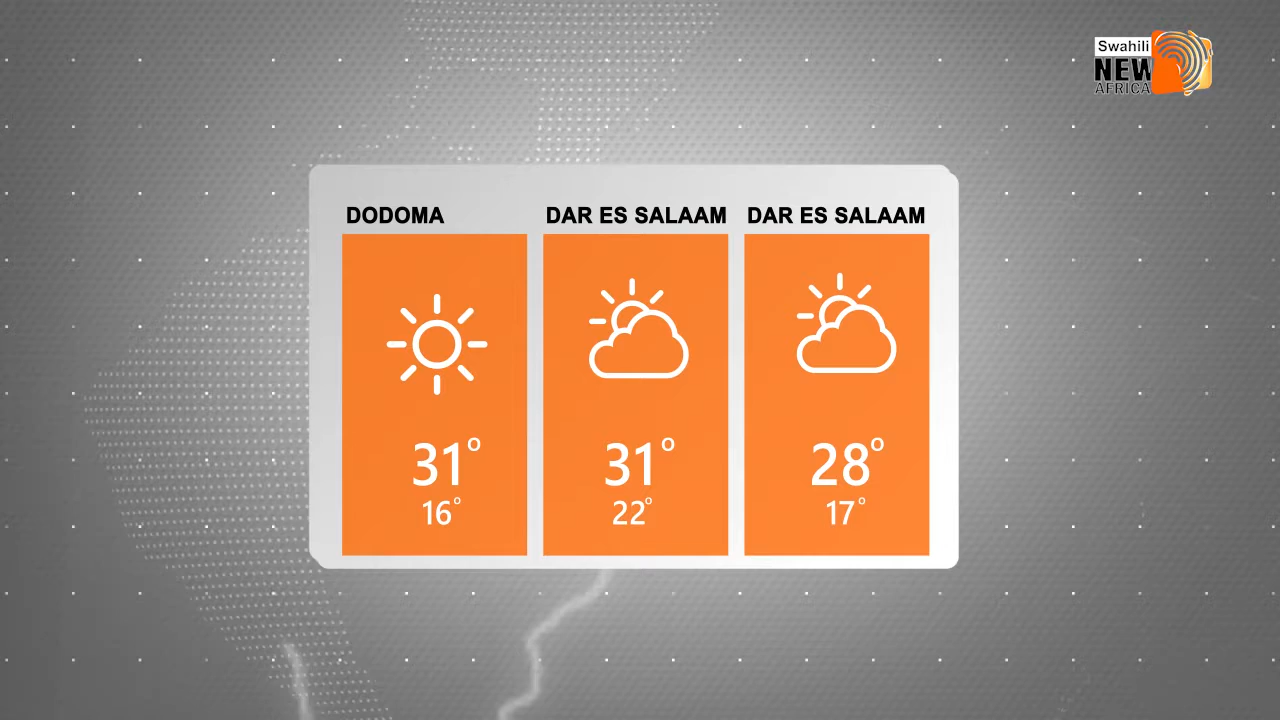 Swahili
NEW
AFRICA
DODOMA
DAR ES SALAAM
DAR ES SALAAM
31°
16°
31°
22°
28°
17°